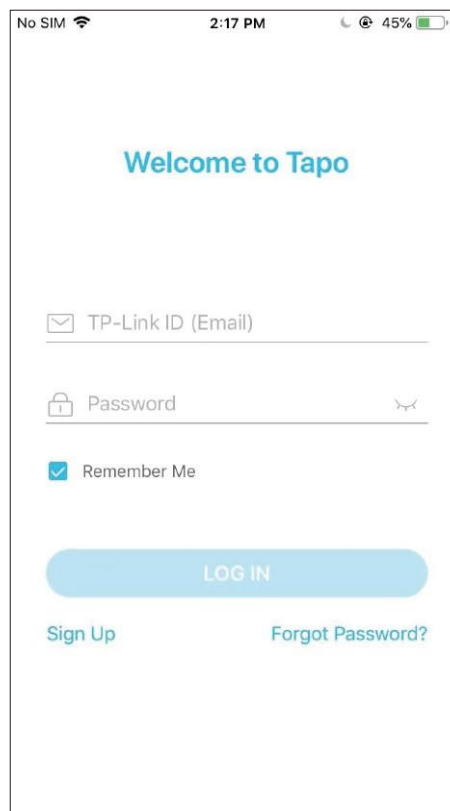 No SIM 2:17 PM 45%
Welcome to Tapo
TP-Link ID (Email)
Password
Remember Me
LOG IN
Sign Up Forgot Password?